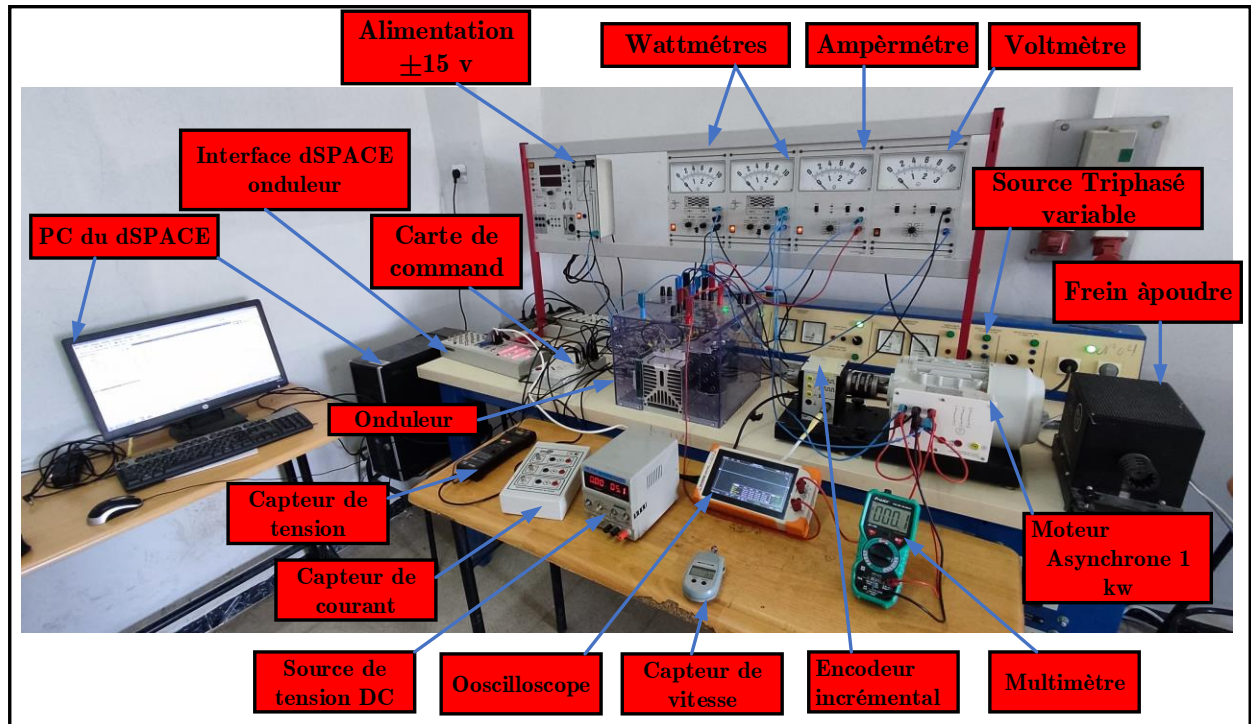 Alimentation
±15 v
Wattmétres
Ampèrmétre
Voltmètre
Interface dSPACE
onduleur
Source Triphasé
variable
PC du dSPACE
Carte de
command
Frein àpoudre
Onduleur
Capteur de
tension
Moteur
Asynchrone 1
kw
Capteur de
courant
Source de
tension DC
Ooscilloscope
Capteur de
vitesse
Encodeur
incrémental
Multimètre